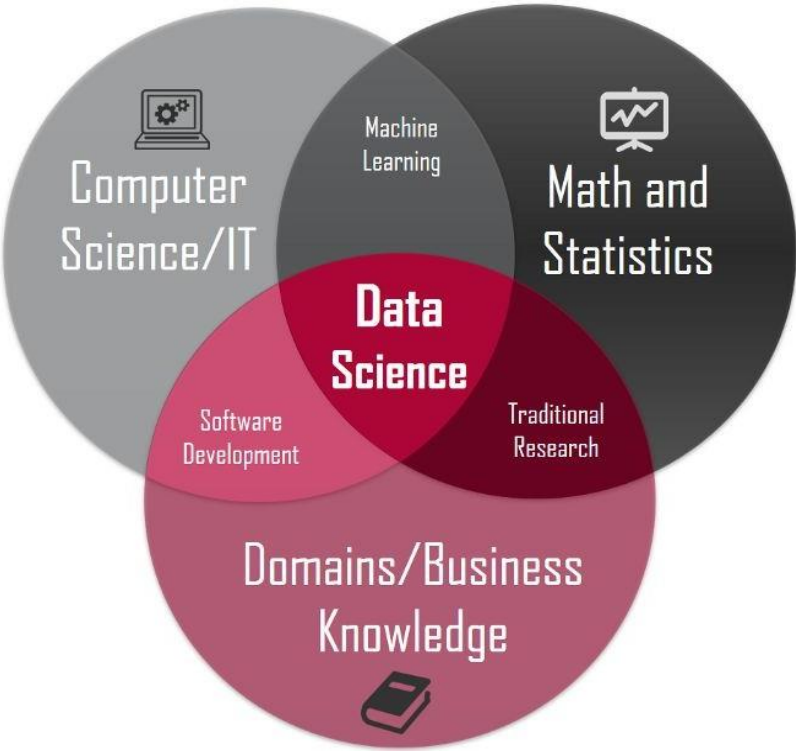 Machine
Learning
Computer
Science/IT
Math and
Statistics
Data
Science
Software
Development
Traditional
Research
Domains/Business
Knowledge